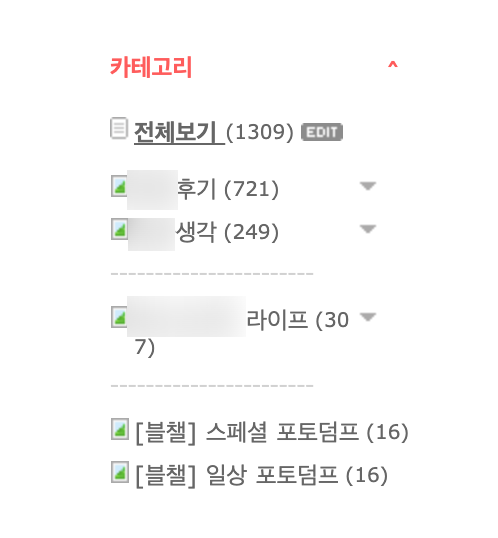 카테고리 ^
전체보기 (1309) EDIT
후기 (721)
생각 (249)
-----------------------
라이프 (30
7)
-----------------------
[블챌] 스페셜 포토덤프 (16)
[블챌] 일상 포토덤프 (16)